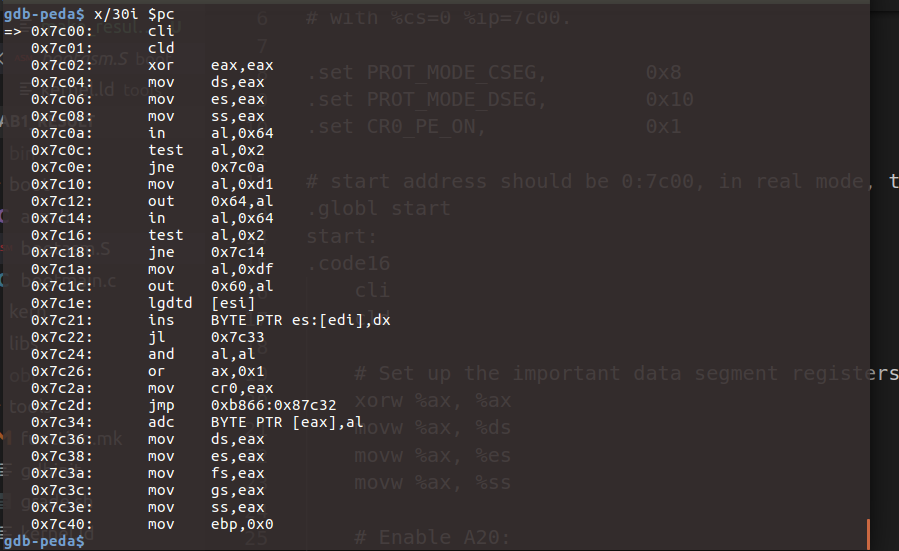 gdb-peda$ x/30i $pc
=> 0x7c00: cli
0x7c01: cld
0x7c02: xor eax,eax
0x7c04: mov ds,eax
0x7c06: mov es,eax
0x7c08: mov ss,eax
0x7c0a: in al,0x64
0x7c0c: test al,0x2
0x7c0e: jne 0x7c0a
0x7c10: mov al,0xd1
0x7c12: out 0x64,al
0x7c14: in al,0x64
0x7c16: test al,0x2
0x7c18: jne 0x7c14
0x7c1a: mov al,0xdf
0x7c1c: out 0x60,al
0x7c1e: lgdtd [esi]
0x7c21: ins BYTE PTR es:[edi],dx
0x7c22: jl 0x7c33
0x7c24: and al,al
0x7c26: or ax,0x1
0x7c2a: mov cr0,eax
0x7c2d: jmp 0xb866:0x87c32
0x7c34: adc BYTE PTR [eax],al
0x7c36: mov ds,eax
0x7c38: mov es,eax
0x7c3a: mov fs,eax
0x7c3c: mov gs,eax
0x7c3e: mov ss,eax
0x7c40: mov ebp,0x0
gdb-peda$
6 # with %cs=0 %ip=7c00.
7
.set PROT_MODE_CSEG, 0x8
.set PROT_MODE_DSEG, 0x10
.set CR0_PE_ON, 0x1
# start address should be 0:7c00, in real mode, t
.globl start
start:
.code16
cli
# Set up the important data segment registers
xorw %ax, %ax
movw %ax, %ds
movw %ax, %es
movw %ax, %ss
25 # Enable A20: